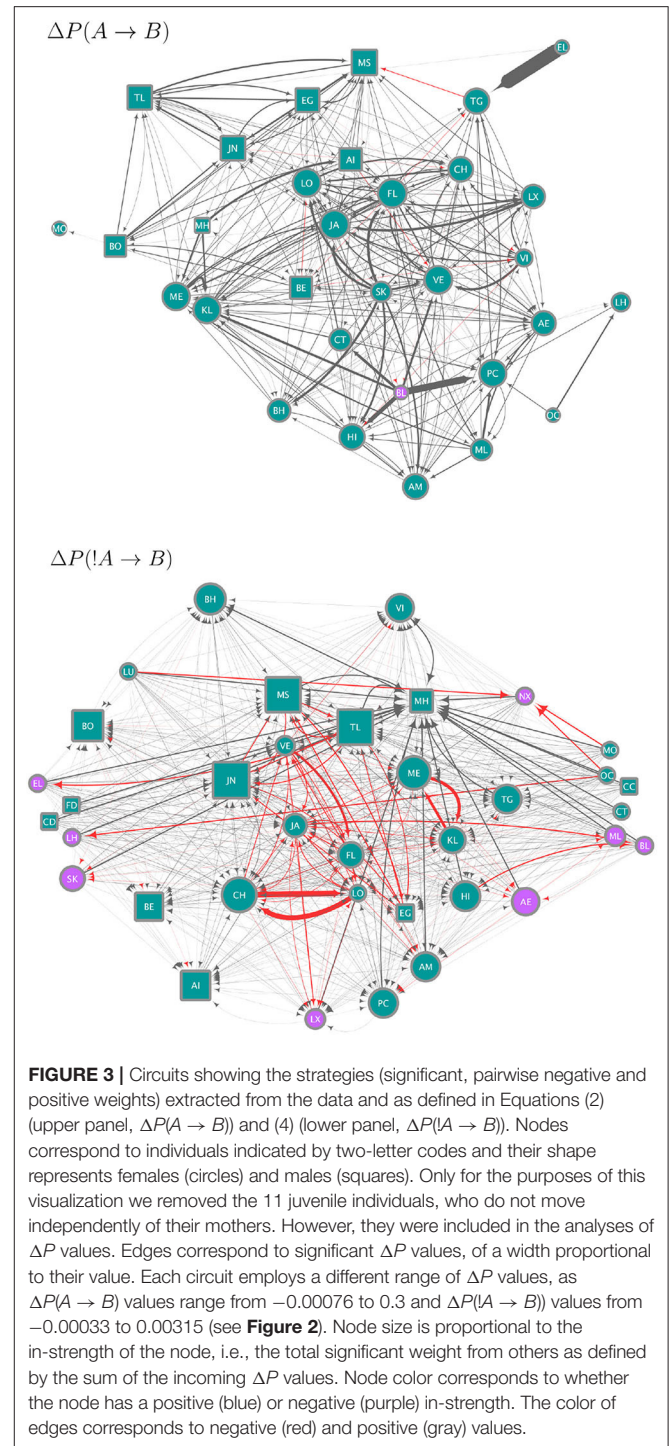 ΔP(A → B)
EL
MS
TL
EG
TG
JN
AI
CH
LO
FL
LX
MH
JA
MO
BO
VI
BE
SK
VE
ME
KL
LH
AE
CT
PC
BL
BH
OC
HI
ML
AM
ΔP(!A → B)
BH
VI
LU
MS
MH
NX
BO
TL
VE
MO
ME
OC
EL
JN
CC
TG
FD
CD
CT
JA
LH
KL
ML
BL
FL
SK
CH
LO
HI
BE
EG
AE
AM
AI
PC
LX
FIGURE 3 | Circuits showing the strategies (significant, pairwise negative and
positive weights) extracted from the data and as defined in Equations (2)
(upper panel, ΔP(A → B)) and (4) (lower panel, ΔP(!A → B)). Nodes
correspond to individuals indicated by two-letter codes and their shape
represents females (circles) and males (squares). Only for the purposes of this
visualization we removed the 11 juvenile individuals, who do not move
independently of their mothers. However, they were included in the analyses of
ΔP values. Edges correspond to significant ΔP values, of a width proportional
to their value. Each circuit employs a different range of ΔP values, as
ΔP(A → B) values range from −0.00076 to 0.3 and ΔP(!A → B)) values from
−0.00033 to 0.00315 (see Figure 2). Node size is proportional to the
in-strength of the node, i.e., the total significant weight from others as defined
by the sum of the incoming ΔP values. Node color corresponds to whether
the node has a positive (blue) or negative (purple) in-strength. The color of
edges corresponds to negative (red) and positive (gray) values.